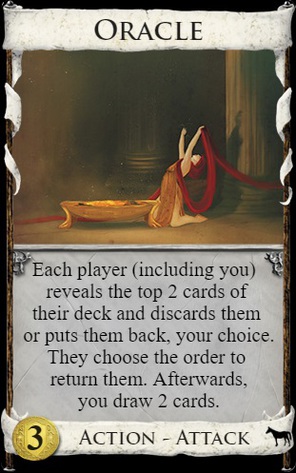 ORACLE
Each player (including you)
reveals the top 2 cards of
their deck and discards them
or puts them back, your choice.
They choose the order to
return them. Afterwards,
you draw 2 cards.
3 ACTION - ATTACK